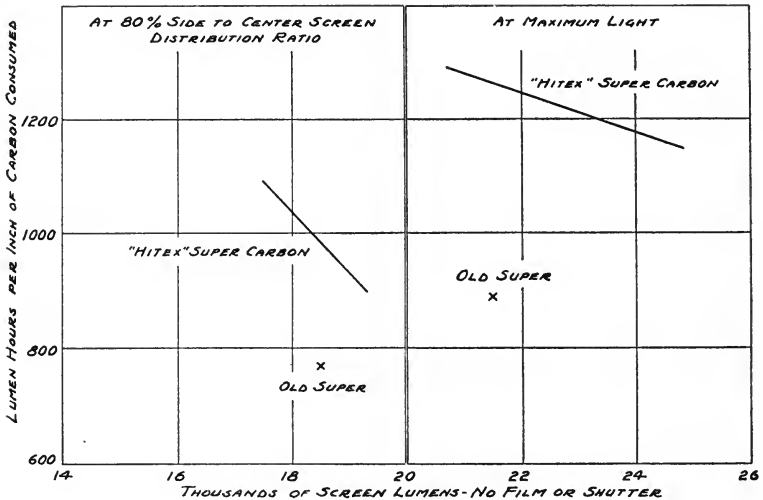 AT 80% SIDE TO CENTER SCREEN
DISTRIBUTION RATIO
AT MAXIMUM LIGHT
"HITEX" SUPER CARBON
"HITEX" SUPER CARBON
OLD SUPER
OLD SUPER
LUMEN HOURS PER INCH OF CARBON CONSUMED
1200
1000
800
600
14
16
18
20
22
24
26
THOUSANDS OF SCREEN LUMENS-NO FILM OR SHUTTER